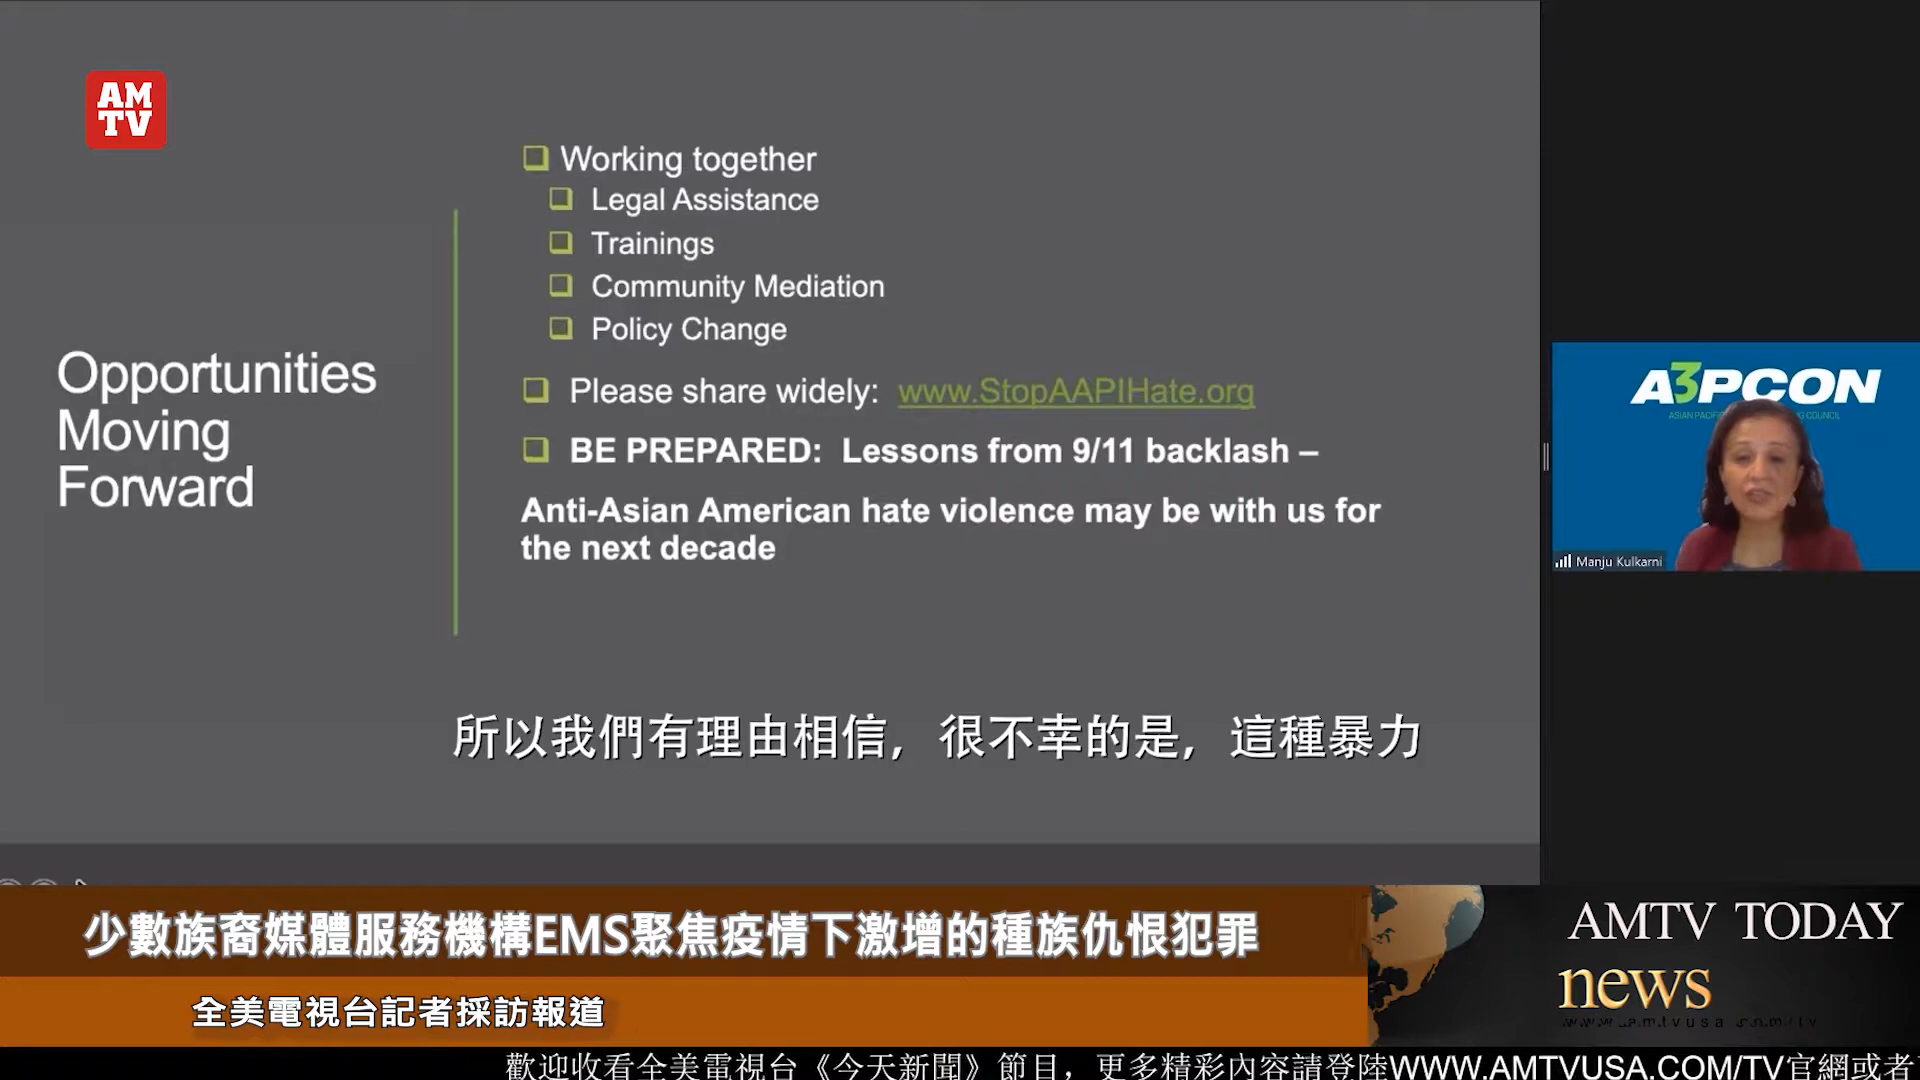 AM
TV
Opportunities
Moving
Forward
❑ Working together
❑ Legal Assistance
❑ Trainings
❑ Community Mediation
❑ Policy Change
❑ Please share widely: www.StopAAPIHate.org
❑ BE PREPARED: Lessons from 9/11 backlash –
Anti-Asian American hate violence may be with us for
the next decade
A3PCON
ASIAN PACIFIC COUNCIL
Manju Kulkarni
所以我們有理由相信，很不幸的是，這種暴力
少數族裔媒體服務機構EMS聚焦疫情下激增的種族仇恨犯罪
全美電視台記者採訪報道
AMTV TODAY
news
www.amtvusa.com/tv
歡迎收看全美電視台《今天新聞》節目，更多精彩內容請登陸WWW.AMTVUSA.COM/TV官網或者